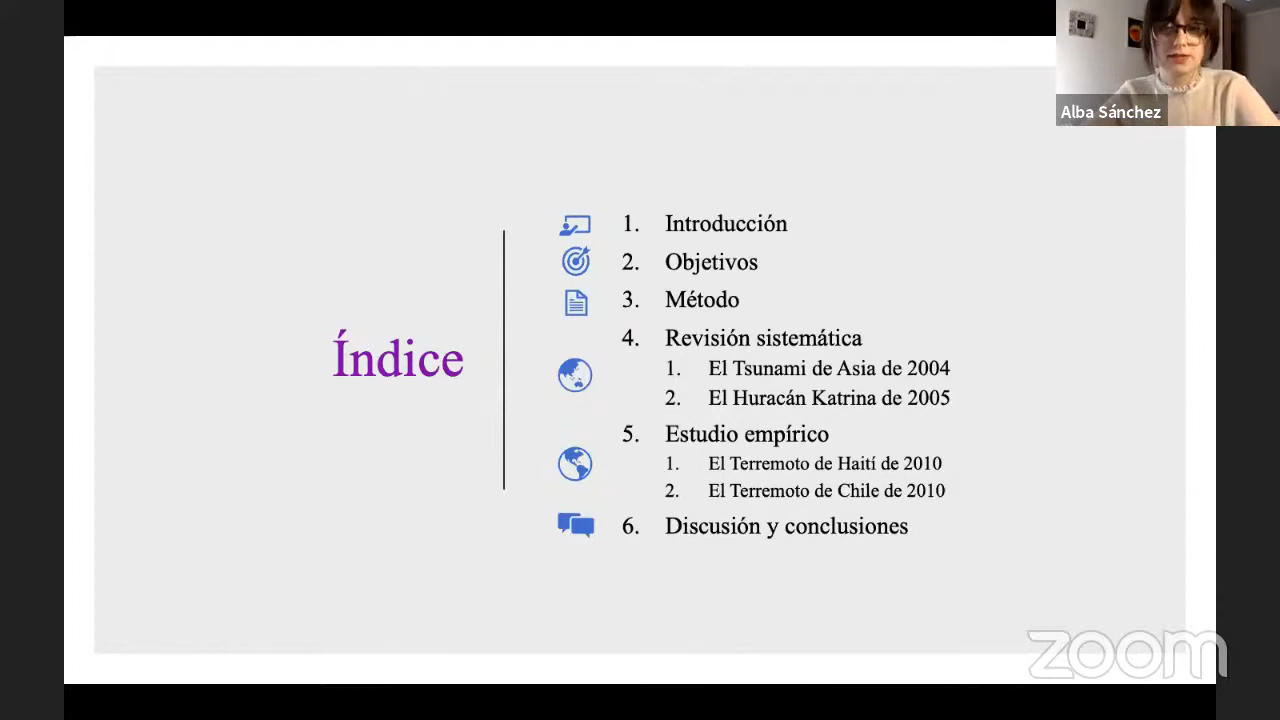 Alba Sánchez
Índice
1. Introducción
2. Objetivos
3. Método
4. Revisión sistemática
1. El Tsunami de Asia de 2004
2. El Huracán Katrina de 2005
5. Estudio empírico
1. El Terremoto de Haití de 2010
2. El Terremoto de Chile de 2010
6. Discusión y conclusiones
zoom